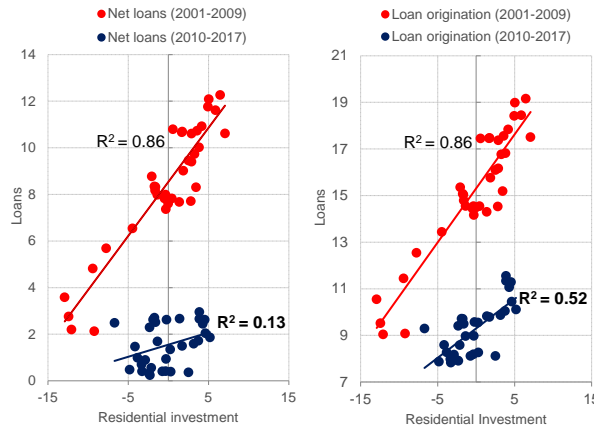 Net loans (2001-2009)
Net loans (2010-2017)
14
12
10
8
6
4
2
0
Loans
R² = 0.86
R² = 0.13
-15
-5
5
15
Residential investment
Loan origination (2001-2009)
Loan origination (2010-2017)
21
19
17
15
13
11
9
7
Loans
R² = 0.86
R² = 0.52
-15
-5
5
15
Residential Investment